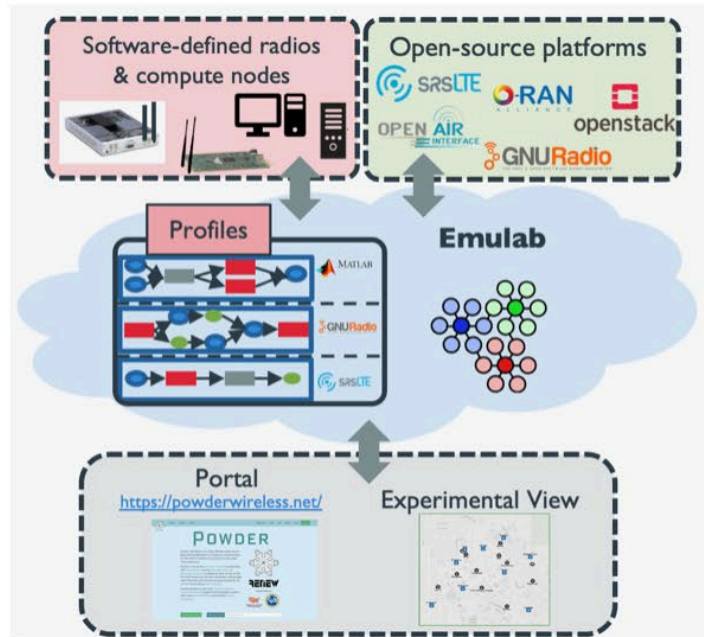 Software-defined radios
& compute nodes
Open-source platforms
SRSLTE
O-RAN
ALLIANCE
openstack
OPEN AIR
INTERFACE
GNURadio
Profiles
MATLAB
GNURadio
SRSLTE
Emulab
Portal
https://powderwireless.net/
POWDER
RENEW
Experimental View